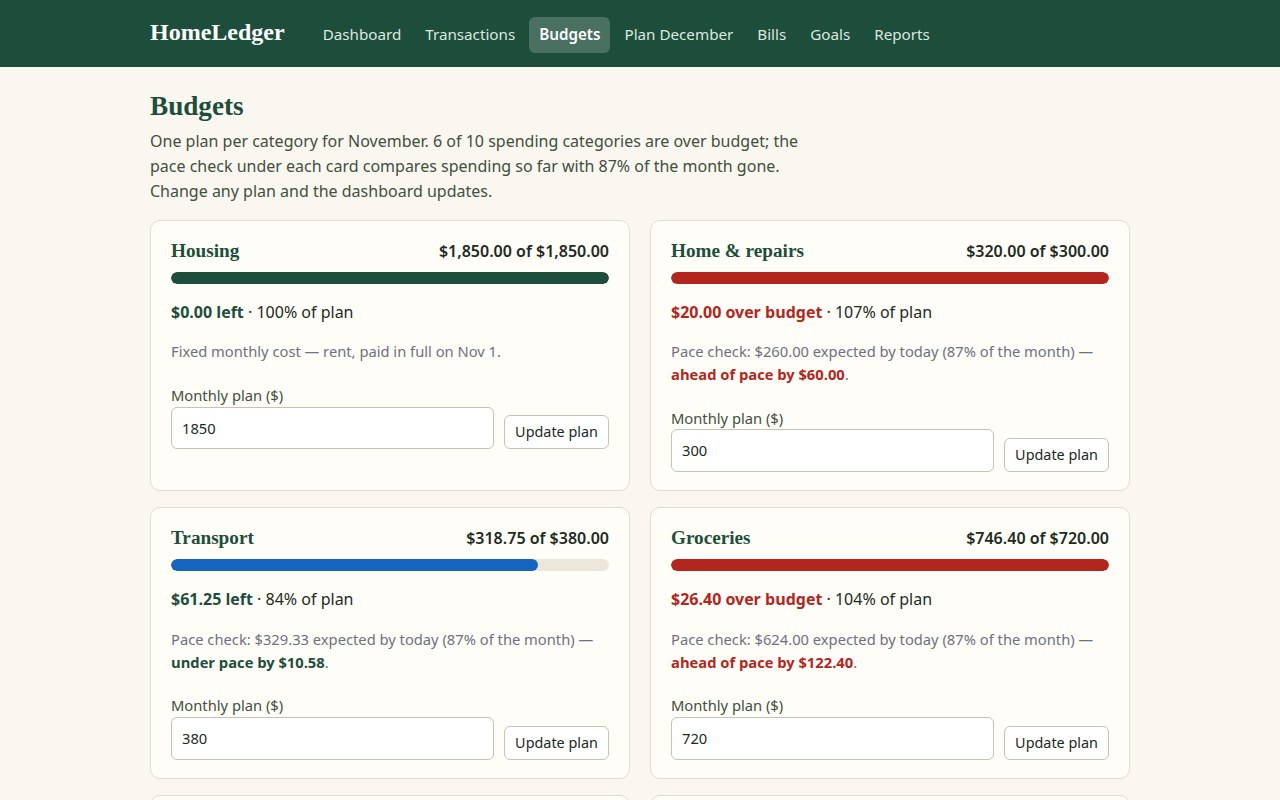 HomeLedger Dashboard Transactions Budgets Plan December Bills Goals Reports
Budgets
One plan per category for November. 6 of 10 spending categories are over budget; the
pace check under each card compares spending so far with 87% of the month gone.
Change any plan and the dashboard updates.
Housing $1,850.00 of $1,850.00
$0.00 left · 100% of plan
Fixed monthly cost — rent, paid in full on Nov 1.
Monthly plan ($)
1850 Update plan
Home & repairs $320.00 of $300.00
$20.00 over budget · 107% of plan
Pace check: $260.00 expected by today (87% of the month) —
ahead of pace by $60.00.
Monthly plan ($)
300 Update plan
Transport $318.75 of $380.00
$61.25 left · 84% of plan
Pace check: $329.33 expected by today (87% of the month) —
under pace by $10.58.
Monthly plan ($)
380 Update plan
Groceries $746.40 of $720.00
$26.40 over budget · 104% of plan
Pace check: $624.00 expected by today (87% of the month) —
ahead of pace by $122.40.
Monthly plan ($)
720 Update plan